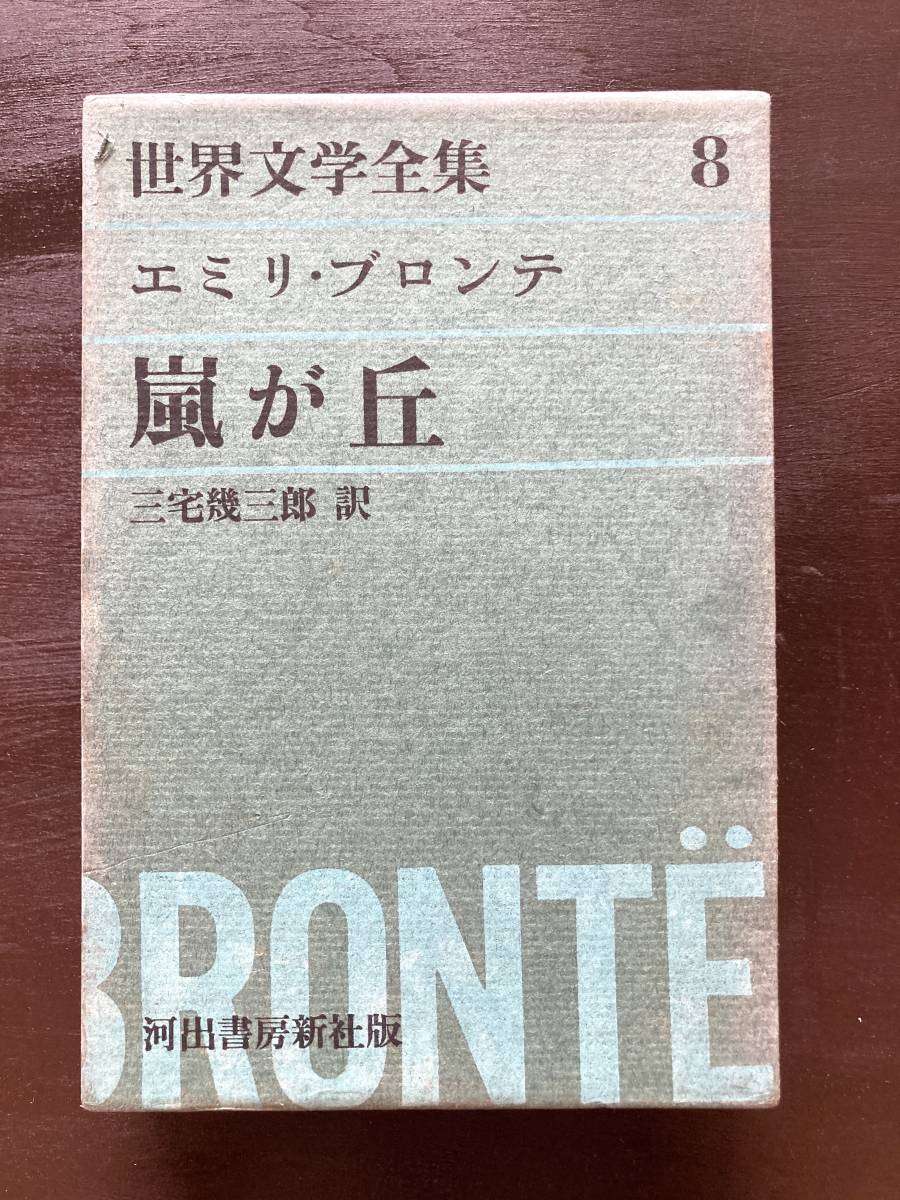 世界文学全集 8
エミリ・ブロンテ
嵐が丘
三宅幾三郎 訳
BRONTË
河出書房新社版